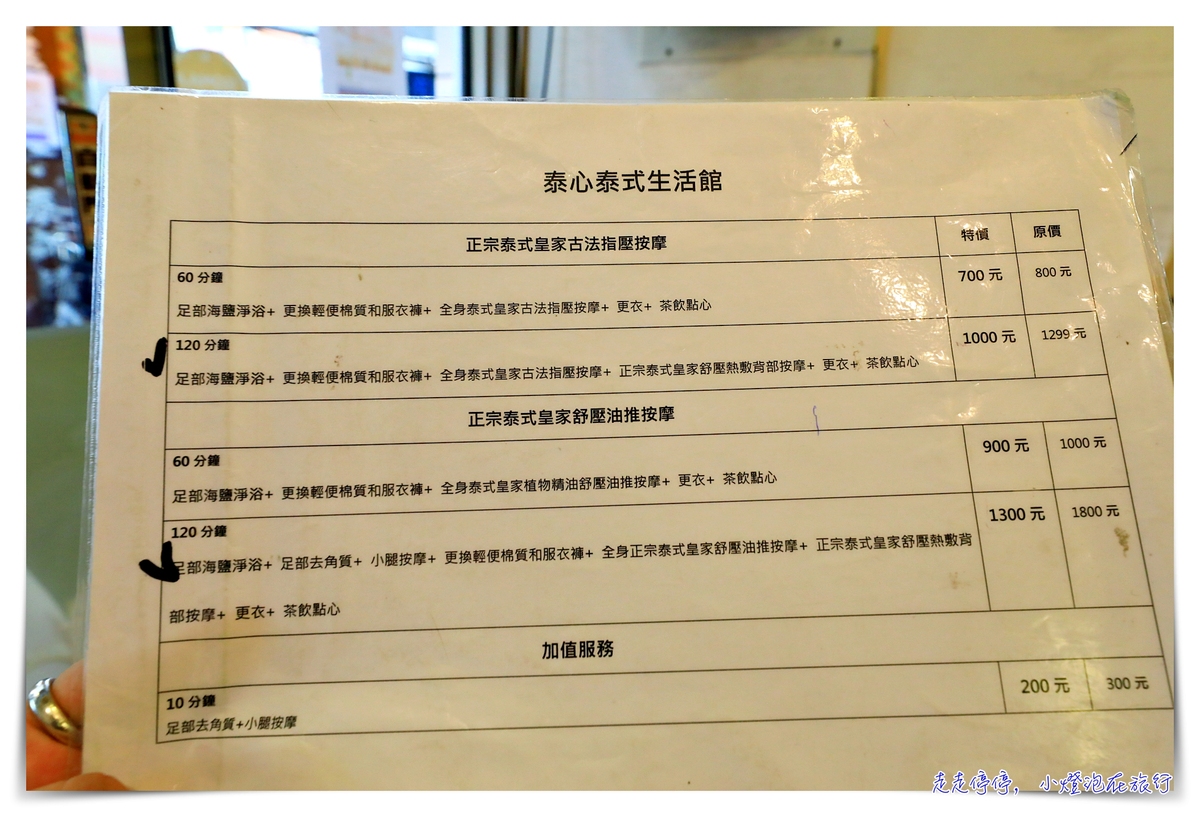 泰心泰式生活館
正宗泰式皇家古法指壓按摩 特價 原價
60 分鐘 700 元 800 元
足部海鹽淨浴+ 更換輕便棉質和服衣褲+ 全身泰式皇家古法指壓按摩+ 更衣+ 茶飲點心
120 分鐘 1000 元 1299 元
足部海鹽淨浴+ 更換輕便棉質和服衣褲+ 全身泰式皇家古法指壓按摩+ 正宗泰式皇家舒壓熱敷背部按摩+ 更衣+ 茶飲點心
正宗泰式皇家舒壓油推按摩
60 分鐘 900 元 1000 元
足部海鹽淨浴+ 更換輕便棉質和服衣褲+ 全身泰式皇家植物精油舒壓油推按摩+ 更衣+ 茶飲點心
120 分鐘 1300 元 1800 元
足部海鹽淨浴+ 足部去角質+ 小腿按摩+ 更換輕便棉質和服衣褲+ 全身正宗泰式皇家舒壓油推按摩+ 正宗泰式皇家舒壓熱敷背
部按摩+ 更衣+ 茶飲點心
加值服務
10 分鐘 200 元 300 元
足部去角質+小腿按摩
走走停停, 小燈泡在旅行